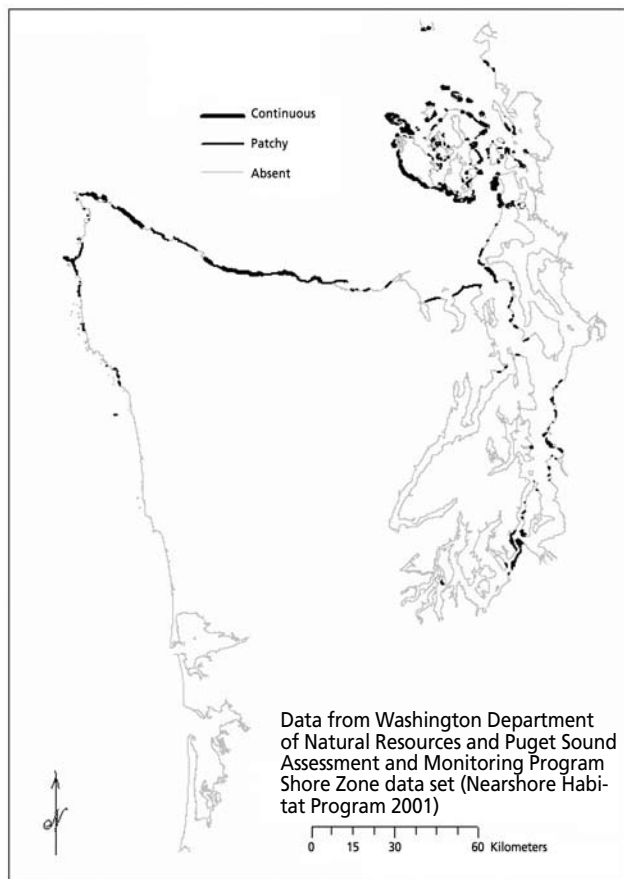 Continuous
Patchy
Absent
Data from Washington Department
of Natural Resources and Puget Sound
Assessment and Monitoring Program
Shore Zone data set (Nearshore Habi-
tat Program 2001)
N
0 15 30 60 Kilometers